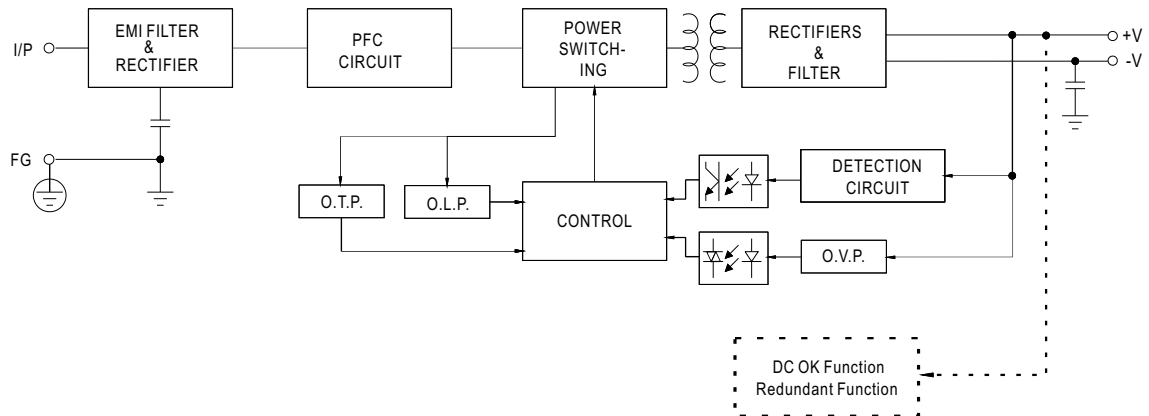 EMI FILTER
&
RECTIFIER
PFC
CIRCUIT
POWER
SWITCH-
ING
RECTIFIERS
&
FILTER
I/P
+V
-V
FG
DETECTION
CIRCUIT
O.T.P.
O.L.P.
CONTROL
O.V.P.
DC OK Function
Redundant Function